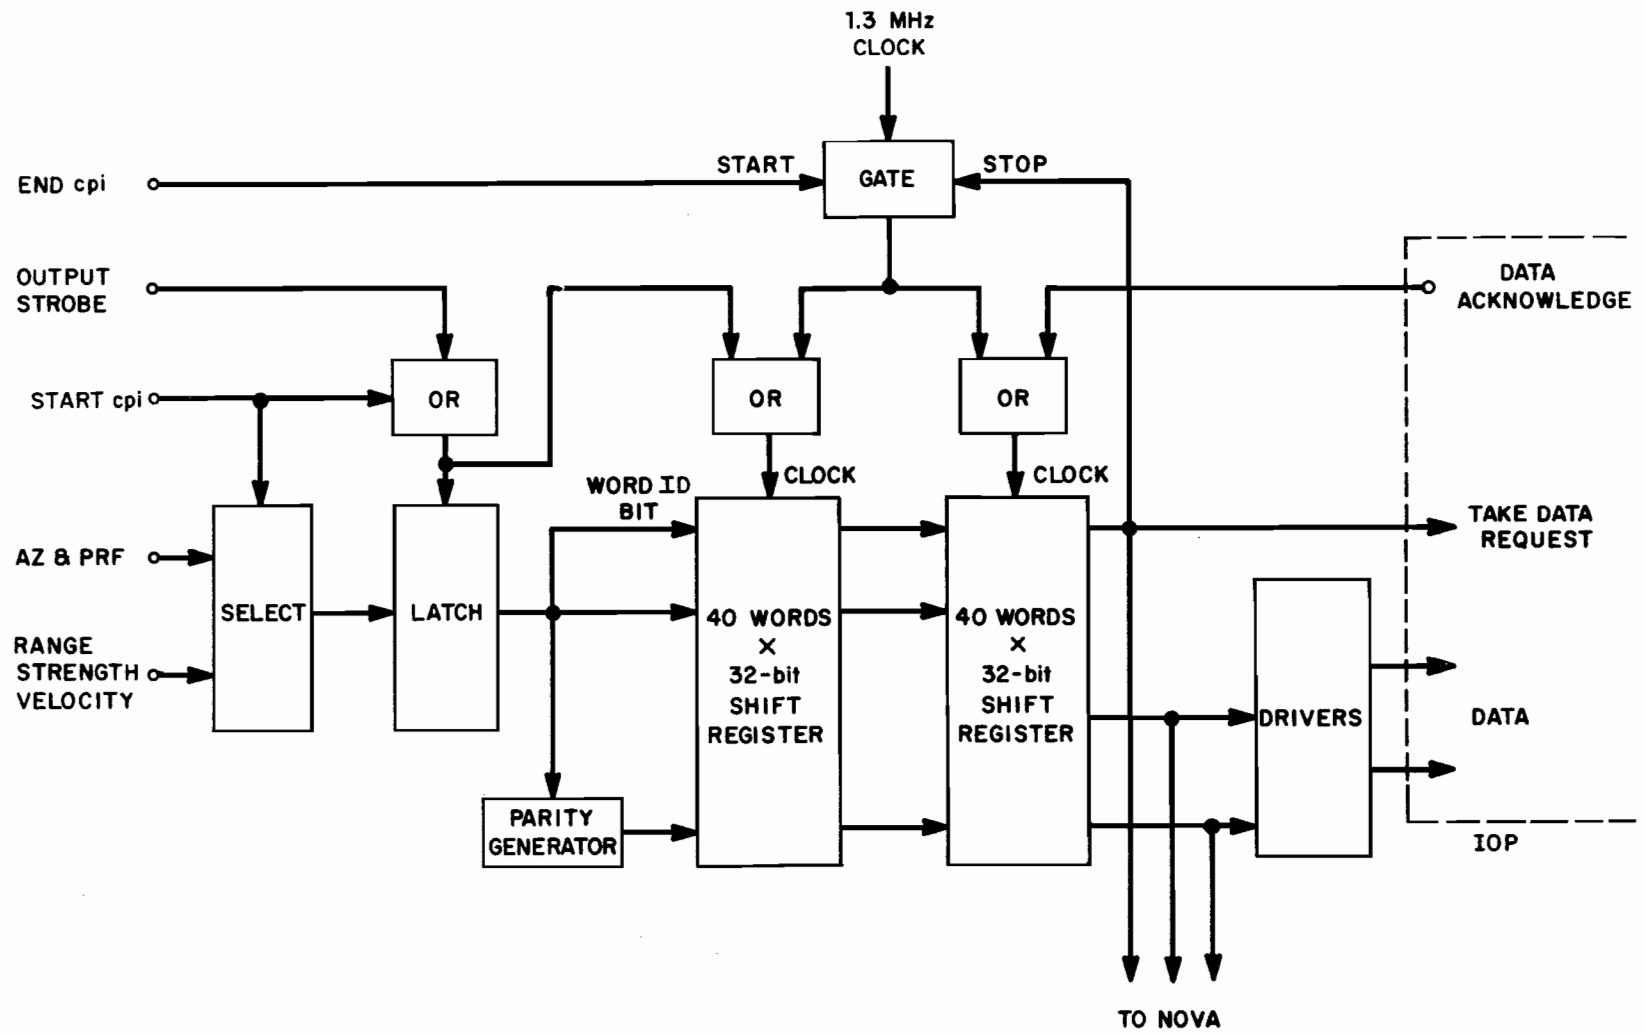 1.3 MHz
CLOCK
START
GATE
STOP
END cpi
OUTPUT
STROBE
DATA
ACKNOWLEDGE
START cpi
OR
OR
OR
CLOCK
CLOCK
WORD ID
BIT
TAKE DATA
REQUEST
AZ & PRF
SELECT
LATCH
RANGE
STRENGTH
VELOCITY
40 WORDS
X
32-bit
SHIFT
REGISTER
40 WORDS
X
32-bit
SHIFT
REGISTER
DRIVERS
DATA
PARITY
GENERATOR
IOP
TO NOVA